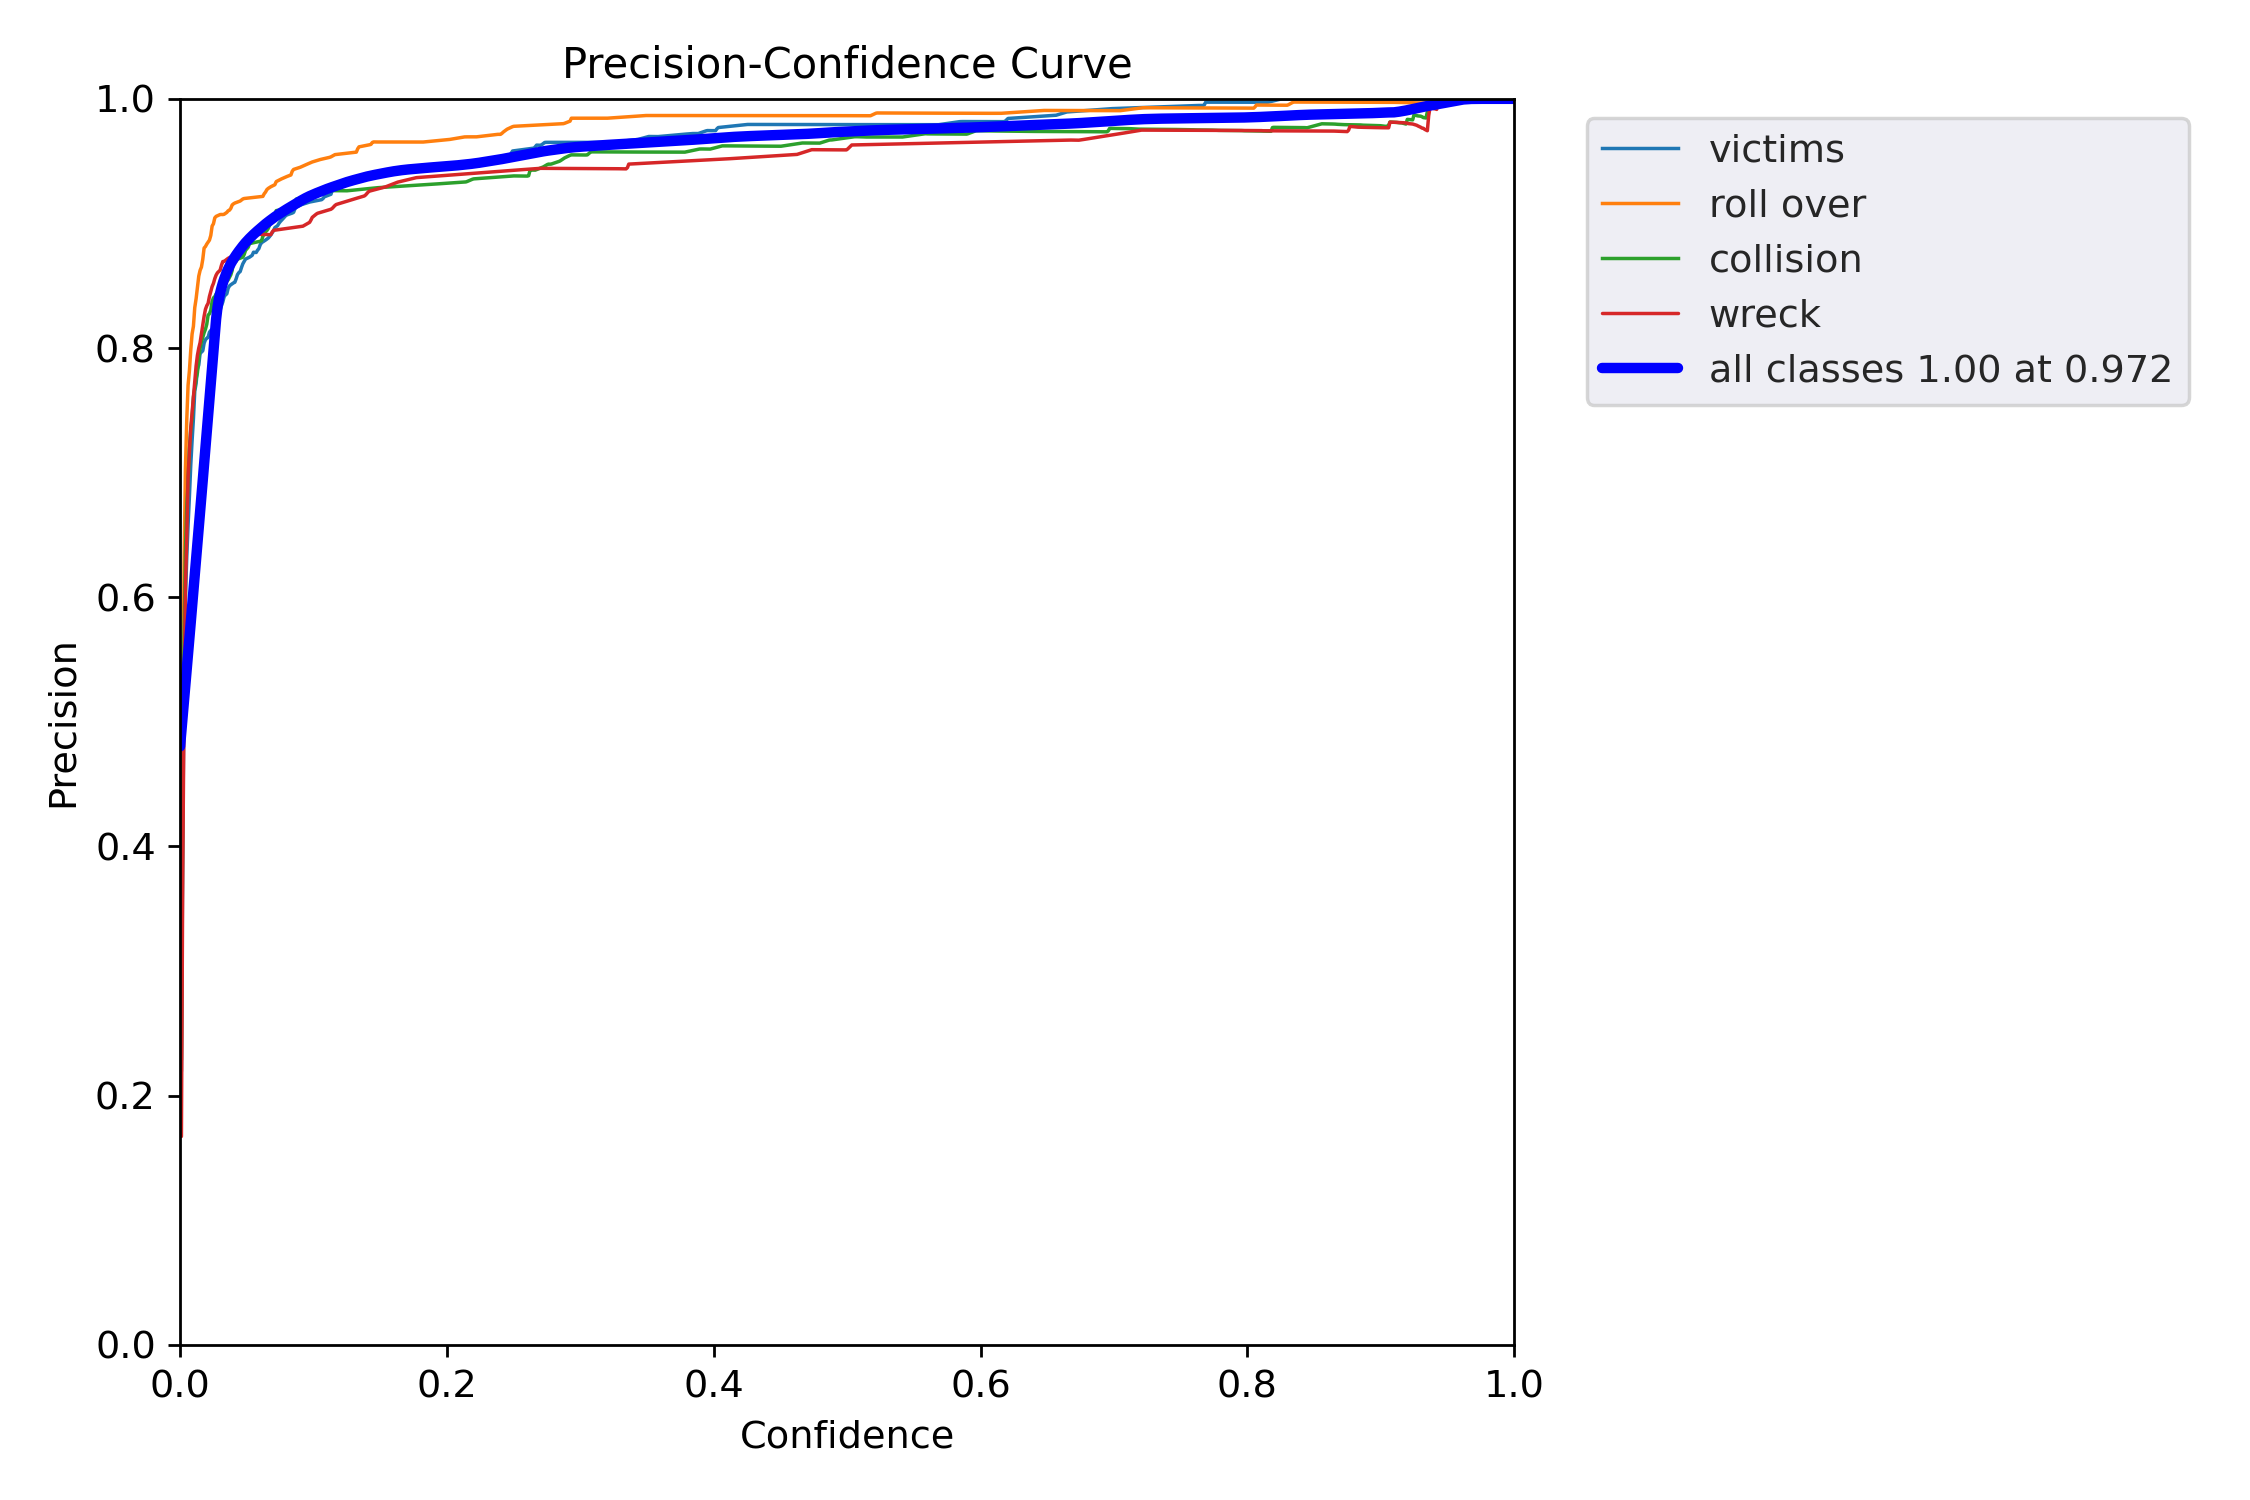 Precision-Confidence Curve
1.0
0.8
0.6
0.4
0.2
0.0
Precision
0.0 0.2 0.4 0.6 0.8 1.0
Confidence
victims
roll over
collision
wreck
all classes 1.00 at 0.972